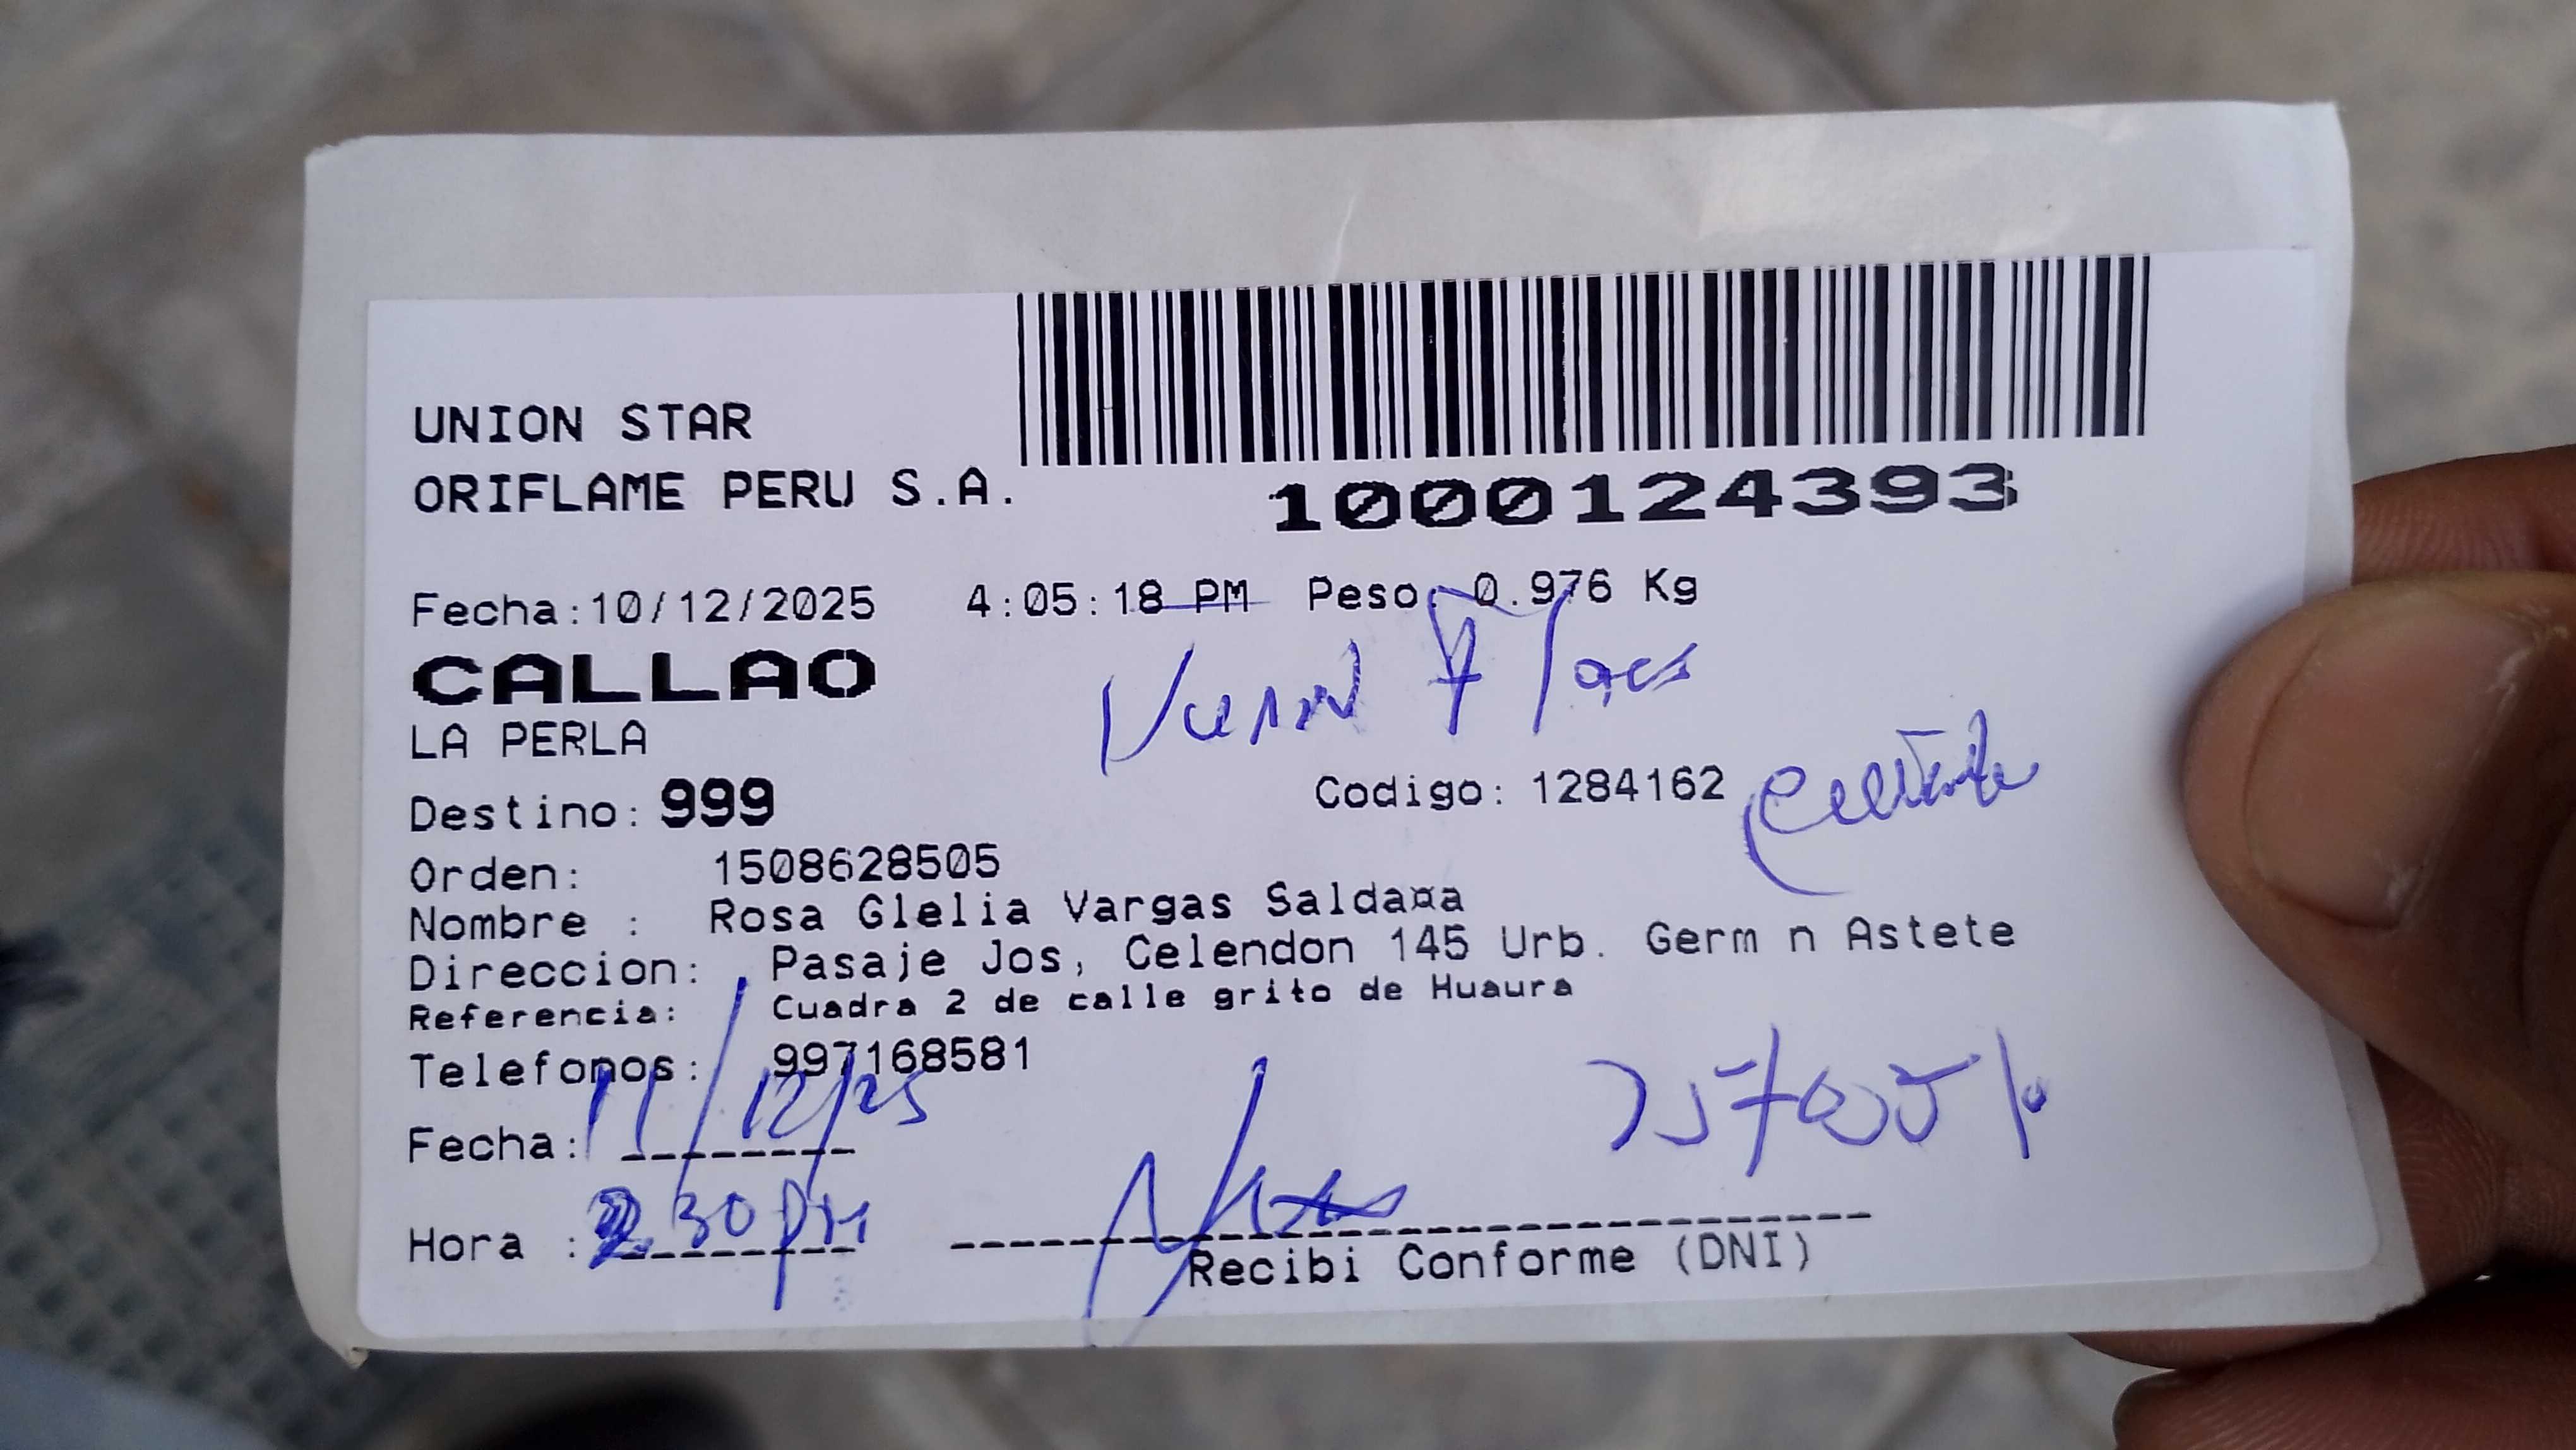 UNION STAR
ORIFLAME PERU S.A.
1000124393
Fecha:10/12/2025 4:05:18 PM Peso: 0.976 Kg
CALLAO
LA PERLA
Destino: 999
Codigo: 1284162
Orden: 1508628505
Nombre : Rosa Glelia Vargas Salda¤a
Direccion: Pasaje Jos, Celendon 145 Urb. Germ n Astete
Referencia: Cuadra 2 de calle grito de Huaura
Telefonos: 997168581
Fecha: 11/12/25
Hora : 2.30 PM
Recibi Conforme (DNI)